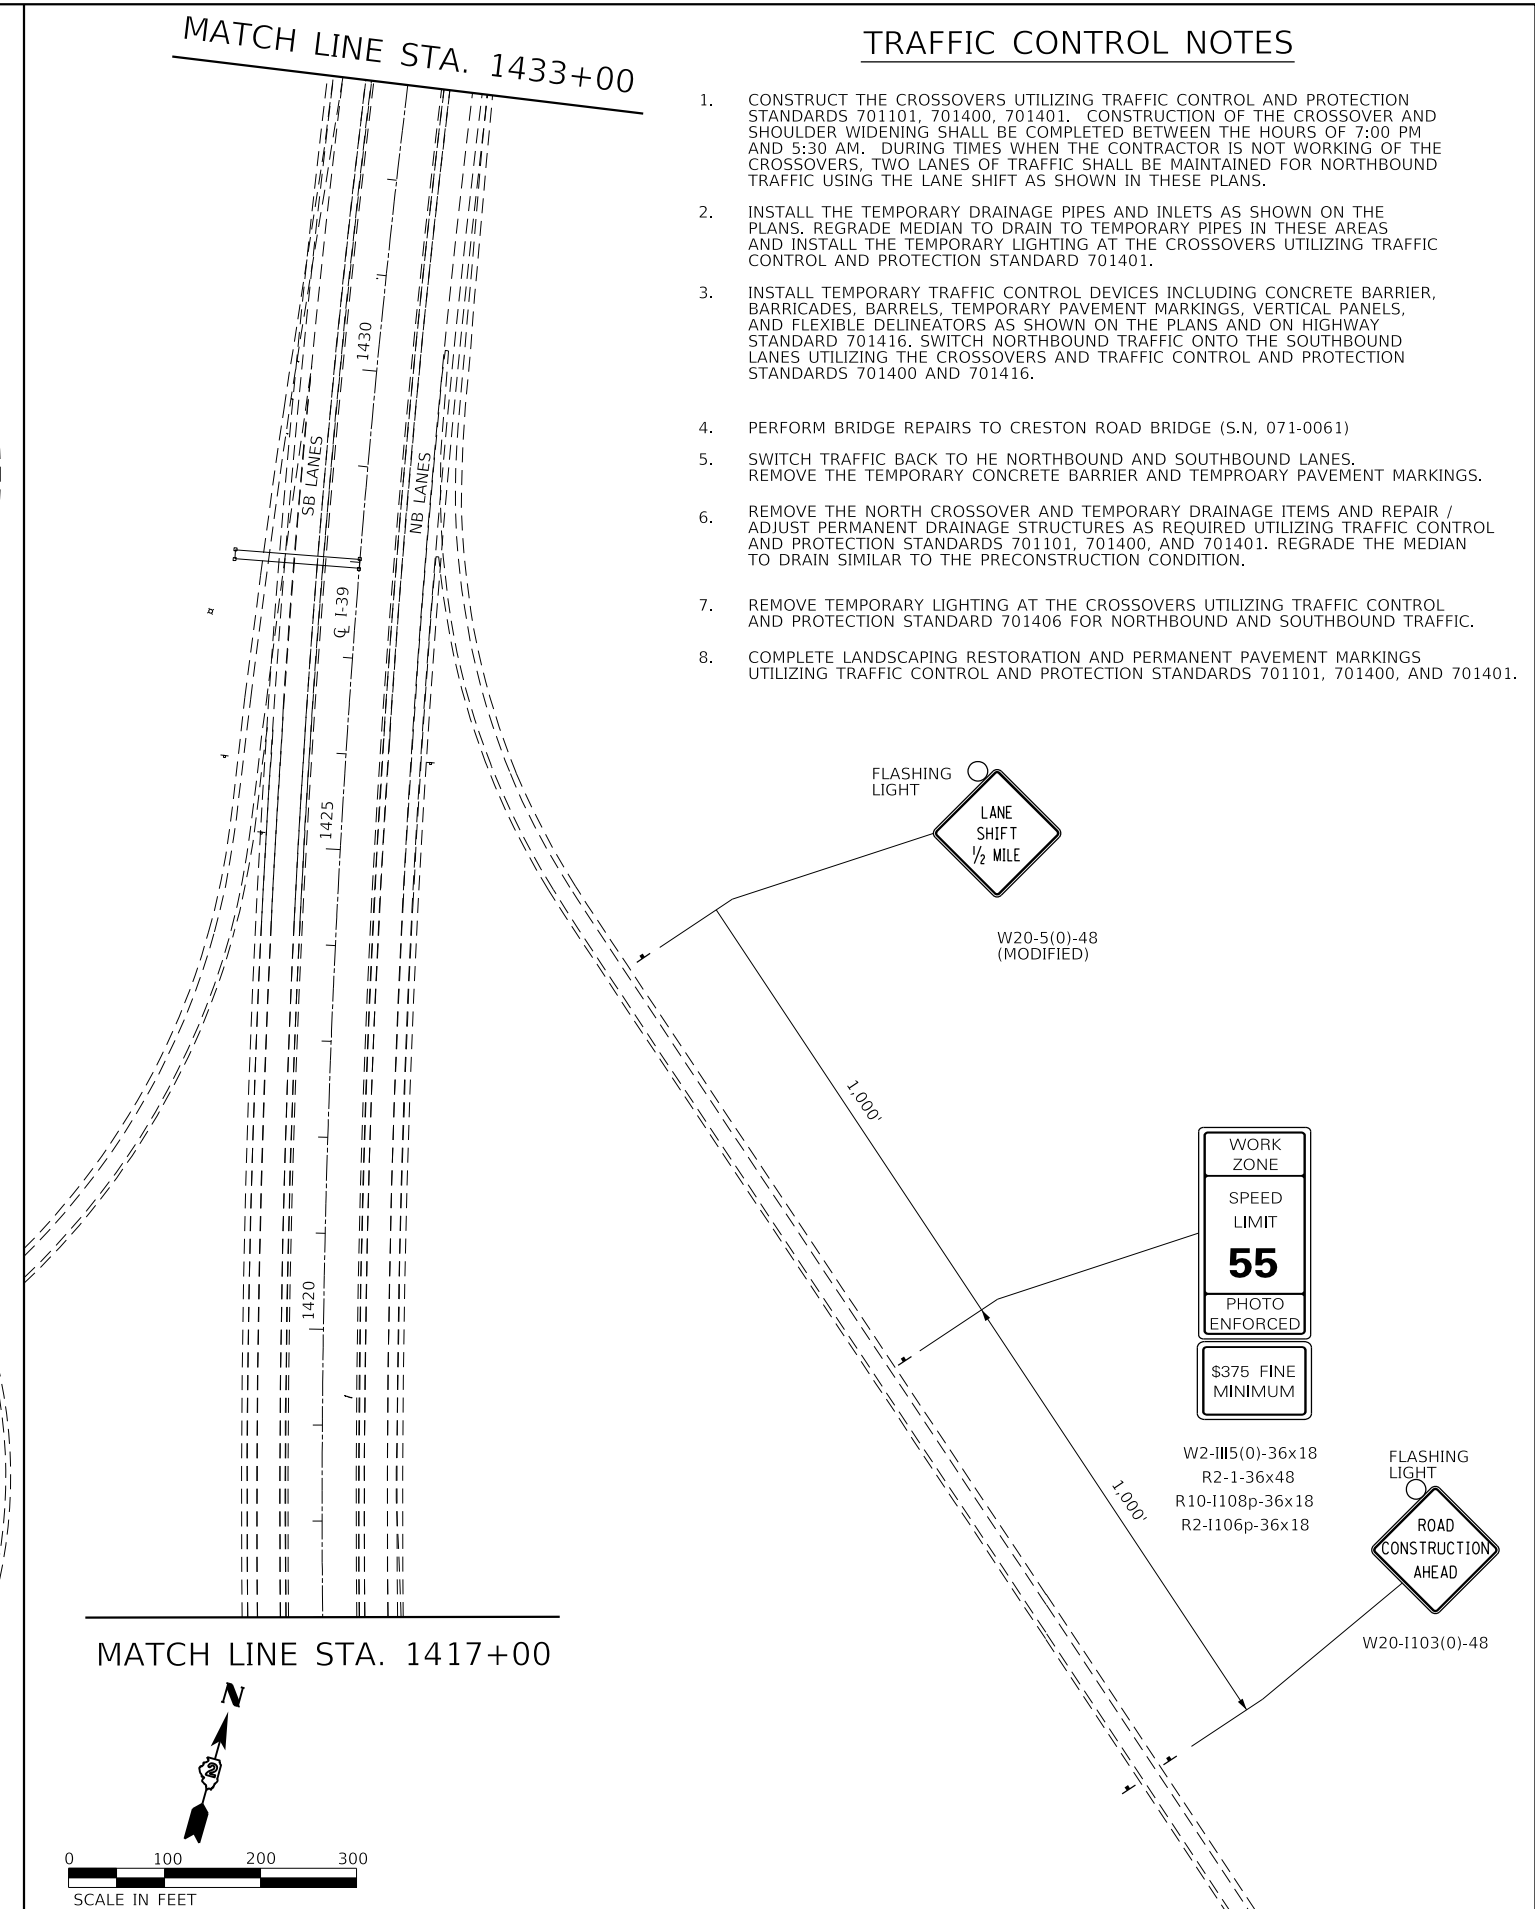 MATCH LINE STA. 1433+00
TRAFFIC CONTROL NOTES
1. CONSTRUCT THE CROSSOVERS UTILIZING TRAFFIC CONTROL AND PROTECTION
STANDARDS 701101, 701400, 701401. CONSTRUCTION OF THE CROSSOVER AND
SHOULDER WIDENING SHALL BE COMPLETED BETWEEN THE HOURS OF 7:00 PM
AND 5:30 AM. DURING TIMES WHEN THE CONTRACTOR IS NOT WORKING OF THE
CROSSOVERS, TWO LANES OF TRAFFIC SHALL BE MAINTAINED FOR NORTHBOUND
TRAFFIC USING THE LANE SHIFT AS SHOWN IN THESE PLANS.
2. INSTALL THE TEMPORARY DRAINAGE PIPES AND INLETS AS SHOWN ON THE
PLANS. REGRADE MEDIAN TO DRAIN TO TEMPORARY PIPES IN THESE AREAS
AND INSTALL THE TEMPORARY LIGHTING AT THE CROSSOVERS UTILIZING TRAFFIC
CONTROL AND PROTECTION STANDARD 701401.
3. INSTALL TEMPORARY TRAFFIC CONTROL DEVICES INCLUDING CONCRETE BARRIER,
BARRICADES, BARRELS, TEMPORARY PAVEMENT MARKINGS, VERTICAL PANELS,
AND FLEXIBLE DELINEATORS AS SHOWN ON THE PLANS AND ON HIGHWAY
STANDARD 701416. SWITCH NORTHBOUND TRAFFIC ONTO THE SOUTHBOUND
LANES UTILIZING THE CROSSOVERS AND TRAFFIC CONTROL AND PROTECTION
STANDARDS 701400 AND 701416.
4. PERFORM BRIDGE REPAIRS TO CRESTON ROAD BRIDGE (S.N, 071-0061)
5. SWITCH TRAFFIC BACK TO HE NORTHBOUND AND SOUTHBOUND LANES.
REMOVE THE TEMPORARY CONCRETE BARRIER AND TEMPROARY PAVEMENT MARKINGS.
6. REMOVE THE NORTH CROSSOVER AND TEMPORARY DRAINAGE ITEMS AND REPAIR /
ADJUST PERMANENT DRAINAGE STRUCTURES AS REQUIRED UTILIZING TRAFFIC CONTROL
AND PROTECTION STANDARDS 701101, 701400, AND 701401. REGRADE THE MEDIAN
TO DRAIN SIMILAR TO THE PRECONSTRUCTION CONDITION.
7. REMOVE TEMPORARY LIGHTING AT THE CROSSOVERS UTILIZING TRAFFIC CONTROL
AND PROTECTION STANDARD 701406 FOR NORTHBOUND AND SOUTHBOUND TRAFFIC.
8. COMPLETE LANDSCAPING RESTORATION AND PERMANENT PAVEMENT MARKINGS
UTILIZING TRAFFIC CONTROL AND PROTECTION STANDARDS 701101, 701400, AND 701401.
1430
SB LANES
NB LANES
℄ I-39
1425
1420
FLASHING
LIGHT
LANE
SHIFT
1/2 MILE
W20-5(0)-48
(MODIFIED)
1,000'
WORK
ZONE
SPEED
LIMIT
55
PHOTO
ENFORCED
$375 FINE
MINIMUM
W2-III5(0)-36x18
R2-1-36x48
R10-I108p-36x18
R2-I106p-36x18
1,000'
FLASHING
LIGHT
ROAD
CONSTRUCTION
AHEAD
W20-I103(0)-48
MATCH LINE STA. 1417+00
N
2
0 100 200 300
SCALE IN FEET